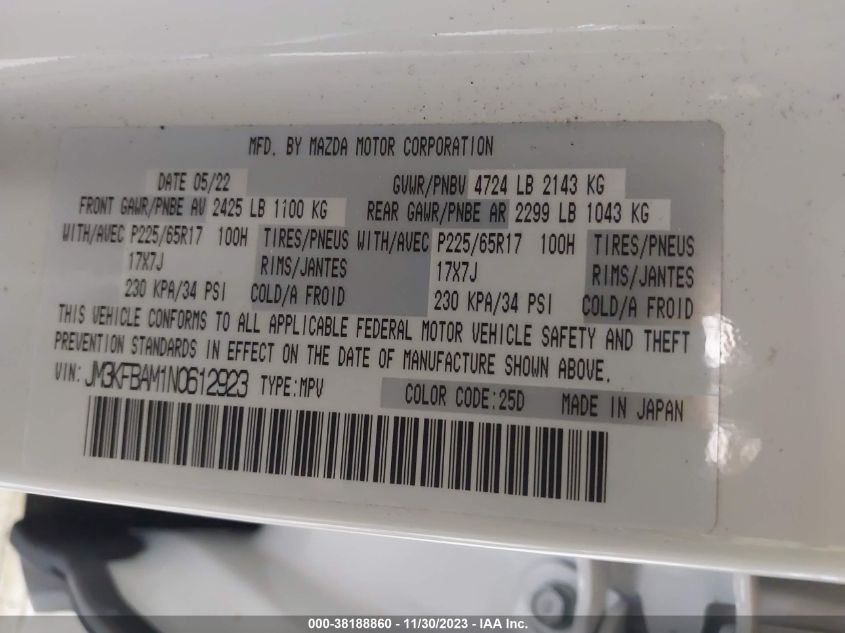 MFD. BY MAZDA MOTOR CORPORATION
DATE 05/22 GVWR/PNBV 4724 LB 2143 KG
FRONT GAWR/PNBE AV 2425 LB 1100 KG REAR GAWR/PNBE AR 2299 LB 1043 KG
WITH/AVEC P225/65R17 100H TIRES/PNEUS WITH/AVEC P225/65R17 100H TIRES/PNEUS
17X7J RIMS/JANTES 17X7J RIMS/JANTES
230 KPA/34 PSI COLD/A FROID 230 KPA/34 PSI COLD/A FROID
THIS VEHICLE CONFORMS TO ALL APPLICABLE FEDERAL MOTOR VEHICLE SAFETY AND THEFT
PREVENTION STANDARDS IN EFFECT ON THE DATE OF MANUFACTURE SHOWN ABOVE.
VIN: JM3KFBAM1N0612923 TYPE:MPV COLOR CODE:25D MADE IN JAPAN
000-38188860 - 11/30/2023 - IAA Inc.